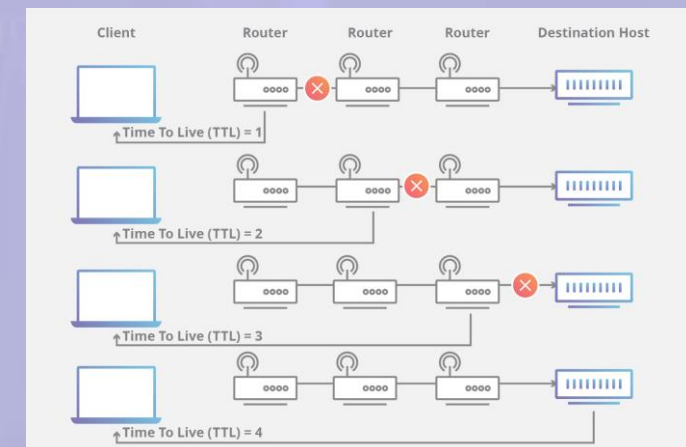 Client Router Router Router Destination Host
Time To Live (TTL) = 1
Time To Live (TTL) = 2
Time To Live (TTL) = 3
Time To Live (TTL) = 4